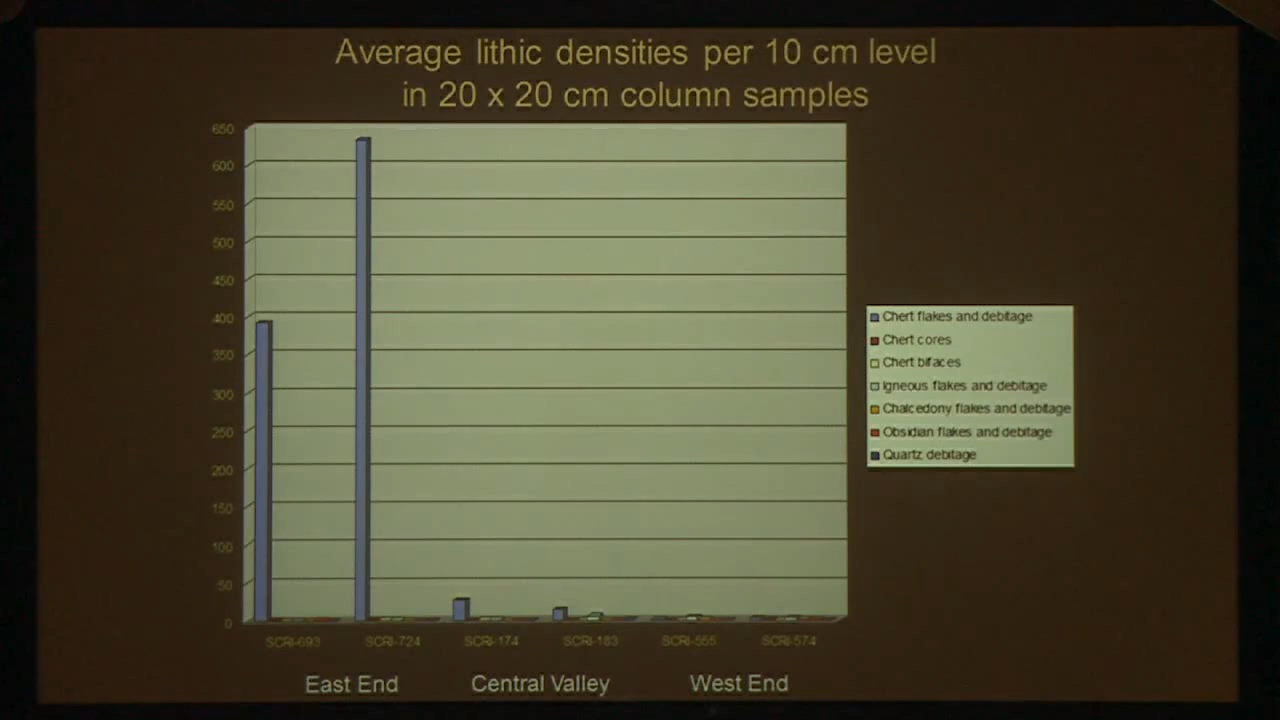 Average lithic densities per 10 cm level
in 20 x 20 cm column samples
650
600
550
500
450
400
350
300
250
200
150
100
50
0
SCRI-693 SCRI-724 SCRI-174 SCRI-183 SCRI-555 SCRI-574
East End Central Valley West End
Chert flakes and debitage
Chert cores
Chert bifaces
Igneous flakes and debitage
Chalcedony flakes and debitage
Obsidian flakes and debitage
Quartz debitage